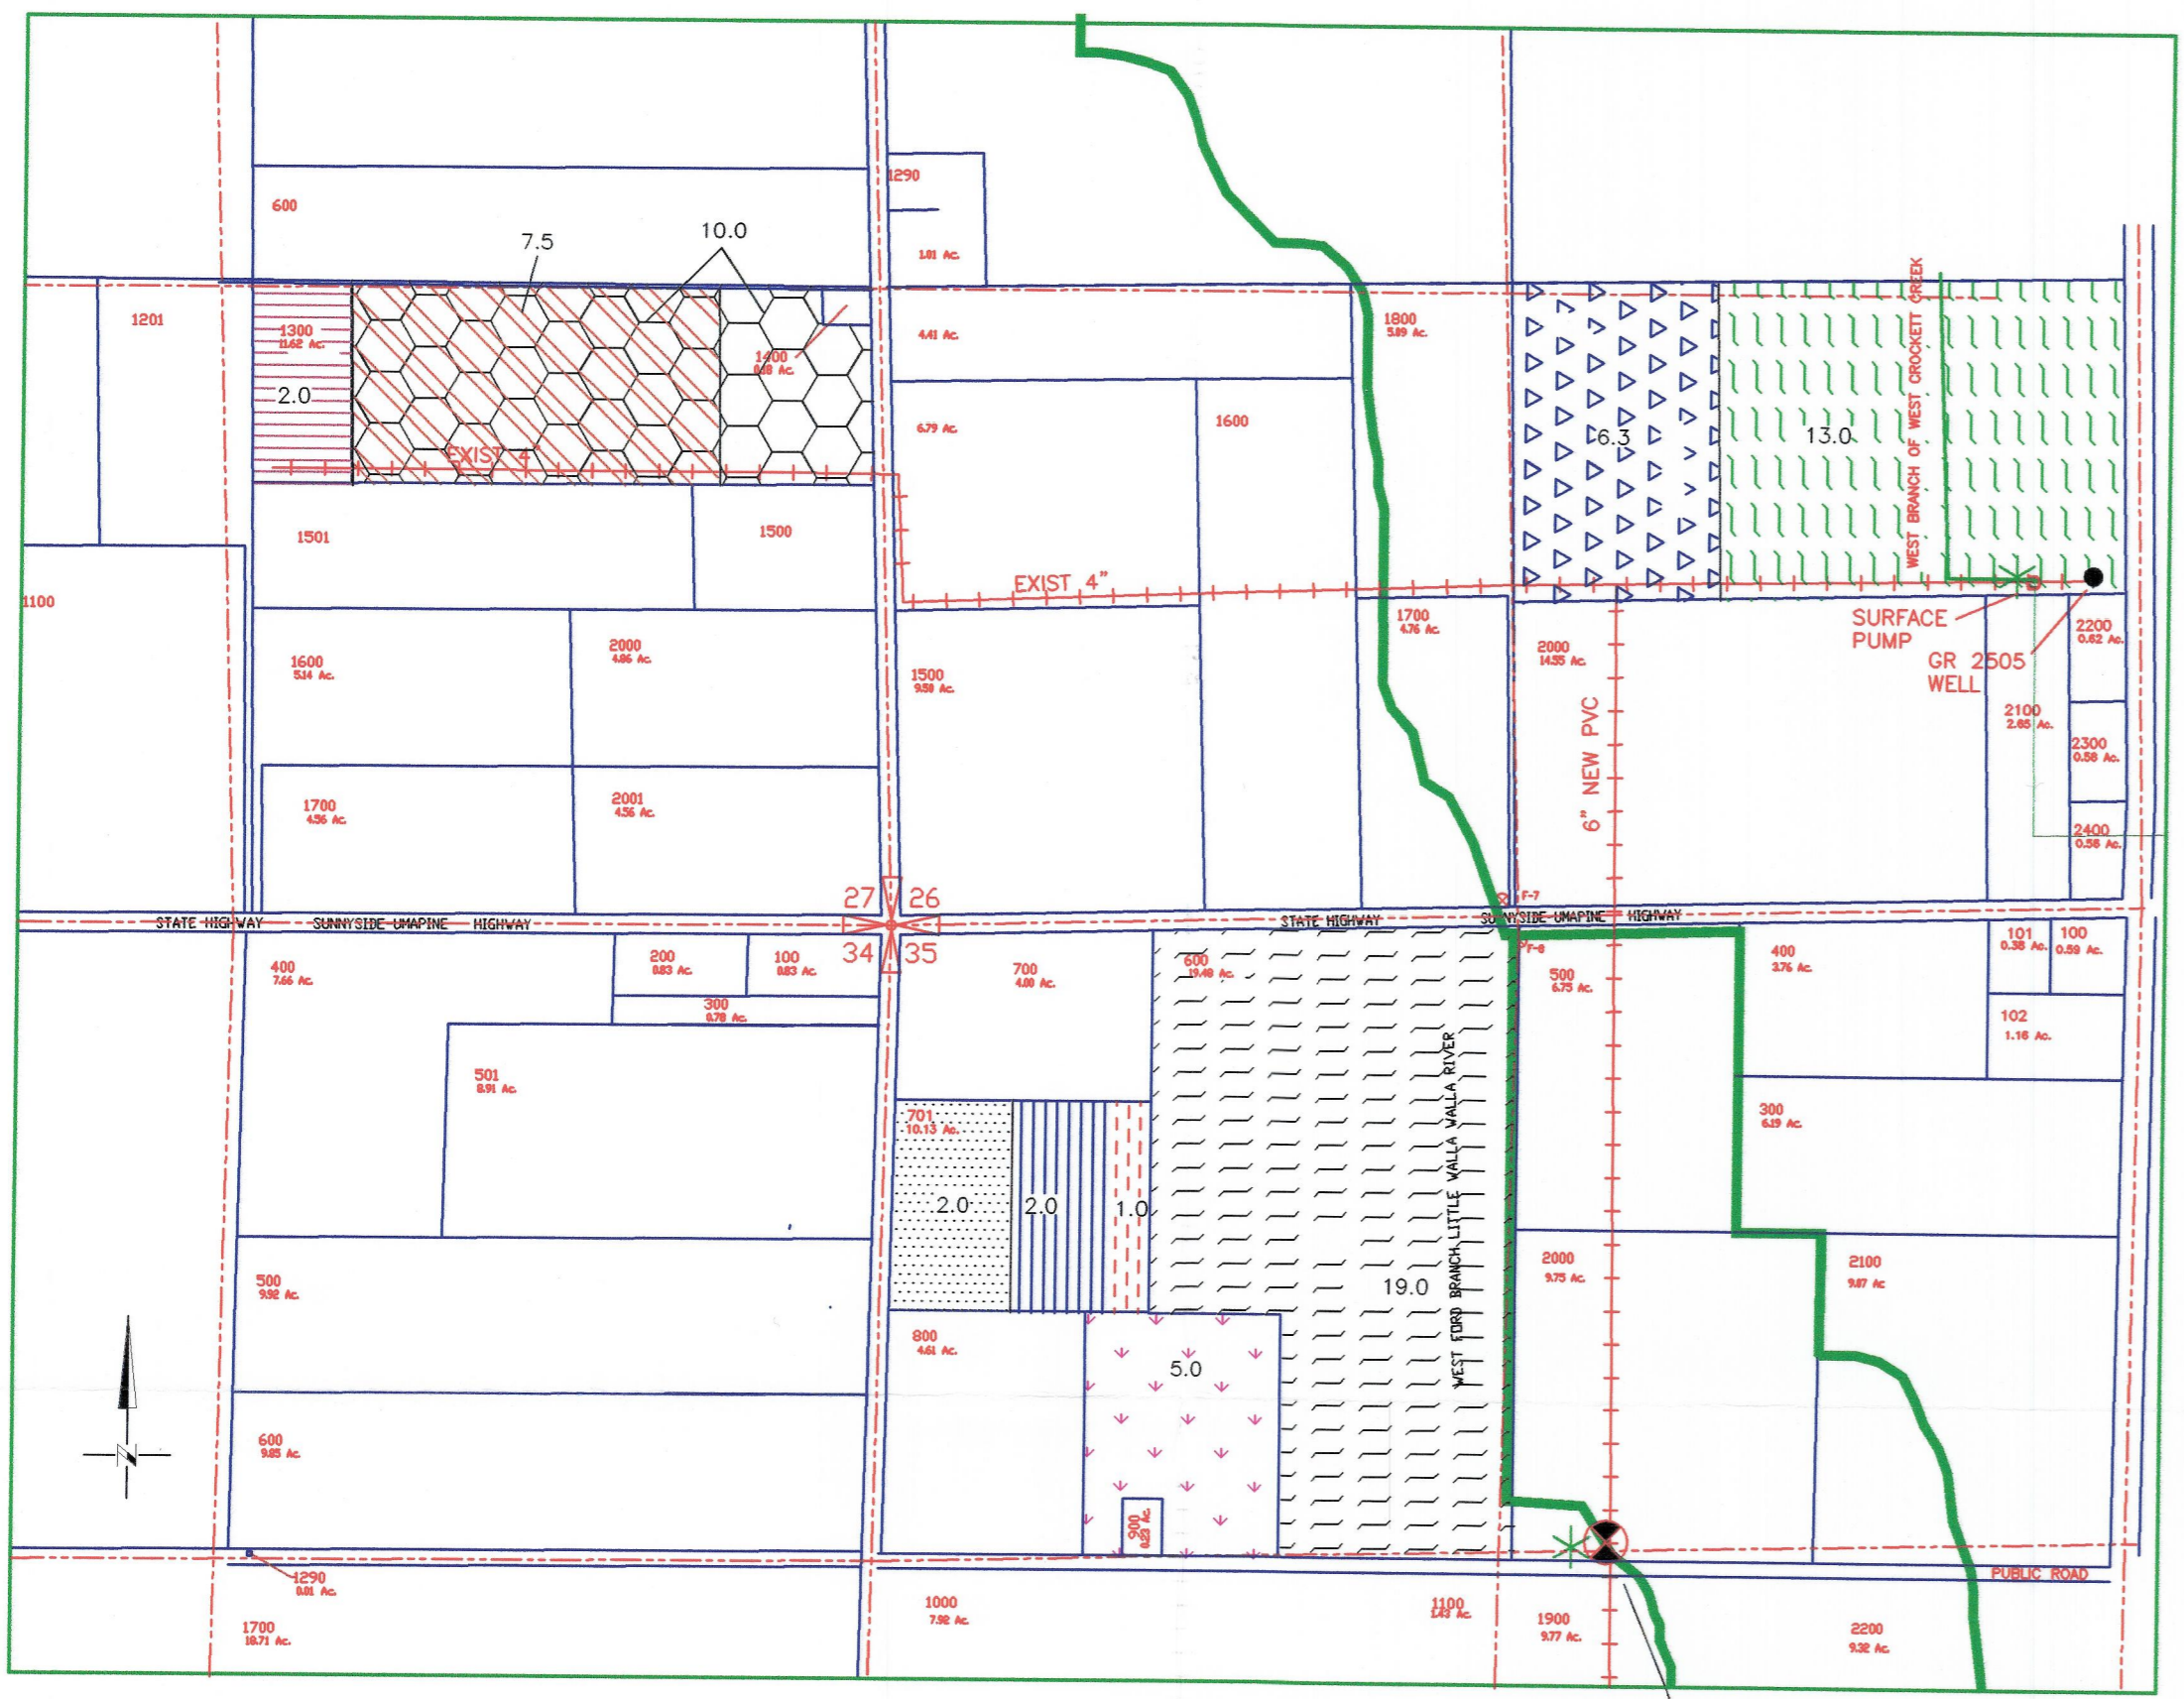 1290
600
7.5
10.0
1.01 Ac.
1201
1300
11.62 Ac.
1400
4.41 Ac.
1800
5.89 Ac.
2.0
6.79 Ac.
1600
6.3
13.0
WEST BRANCH OF WEST CROCKETT CREEK
EXIST 4"
1501
1500
EXIST 4"
1100
1600
5.14 Ac.
2000
4.86 Ac.
1500
9.50 Ac.
1700
4.76 Ac.
2000
14.55 Ac.
SURFACE
PUMP
GR 2505
WELL
2200
0.62 Ac.
2100
2.65 Ac.
2300
0.58 Ac.
2400
0.58 Ac.
6" NEW PVC
1700
4.56 Ac.
2001
4.56 Ac.
27 26
F-7
STATE HIGHWAY SUNNYSIDE-UMAPINE HIGHWAY
STATE HIGHWAY SUNNYSIDE-UMAPINE HIGHWAY
34 35
F-8
400
7.66 Ac.
200
0.83 Ac.
100
0.83 Ac.
300
0.78 Ac.
700
4.00 Ac.
600
19.48 Ac.
500
6.75 Ac.
400
3.76 Ac.
101
0.38 Ac.
100
0.59 Ac.
102
1.16 Ac.
501
8.91 Ac.
701
10.13 Ac.
300
6.19 Ac.
2.0
2.0
1.0
WEST FORD BRANCH LITTLE WALLA WALLA RIVER
19.0
500
9.92 Ac.
2000
9.75 Ac.
2100
9.87 Ac
800
4.61 Ac.
5.0
600
9.85 Ac.
N
900
0.23 Ac.
1290
0.01 Ac.
PUBLIC ROAD
1700
18.71 Ac.
1000
7.92 Ac.
1100
1.43 Ac.
1900
9.77 Ac.
2200
9.32 Ac.